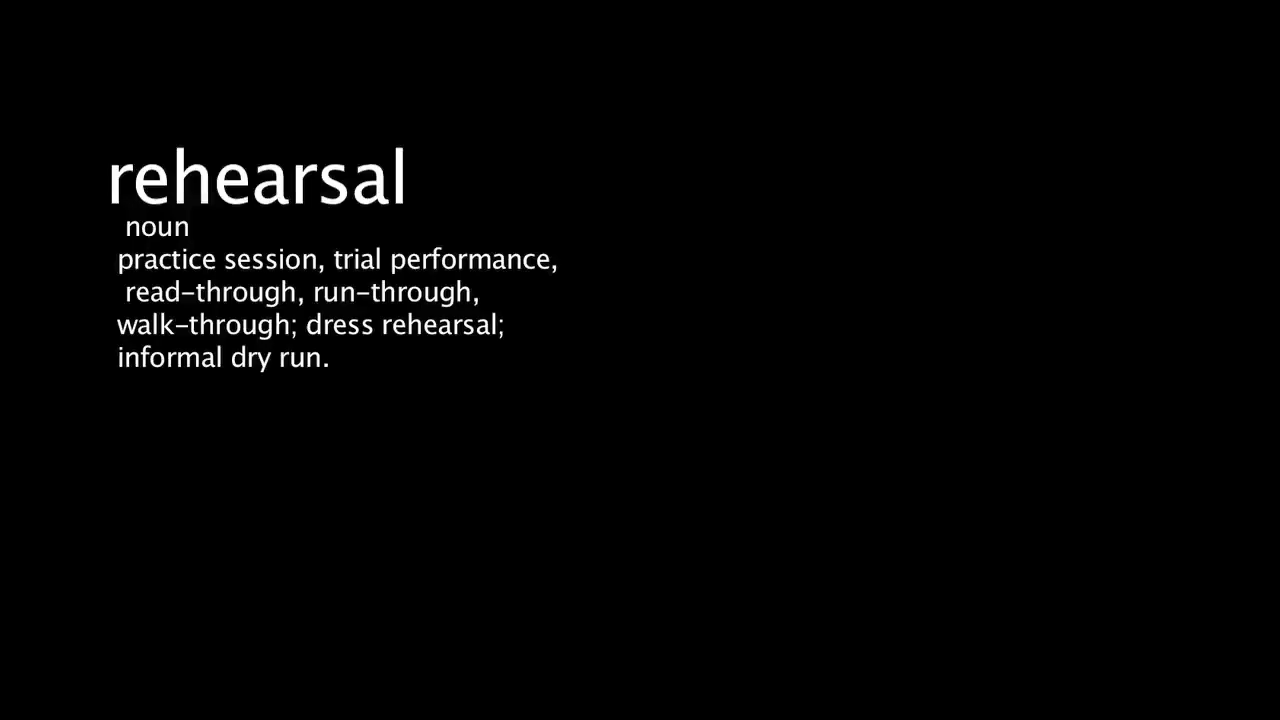 rehearsal
noun
practice session, trial performance,
read-through, run-through,
walk-through; dress rehearsal;
informal dry run.